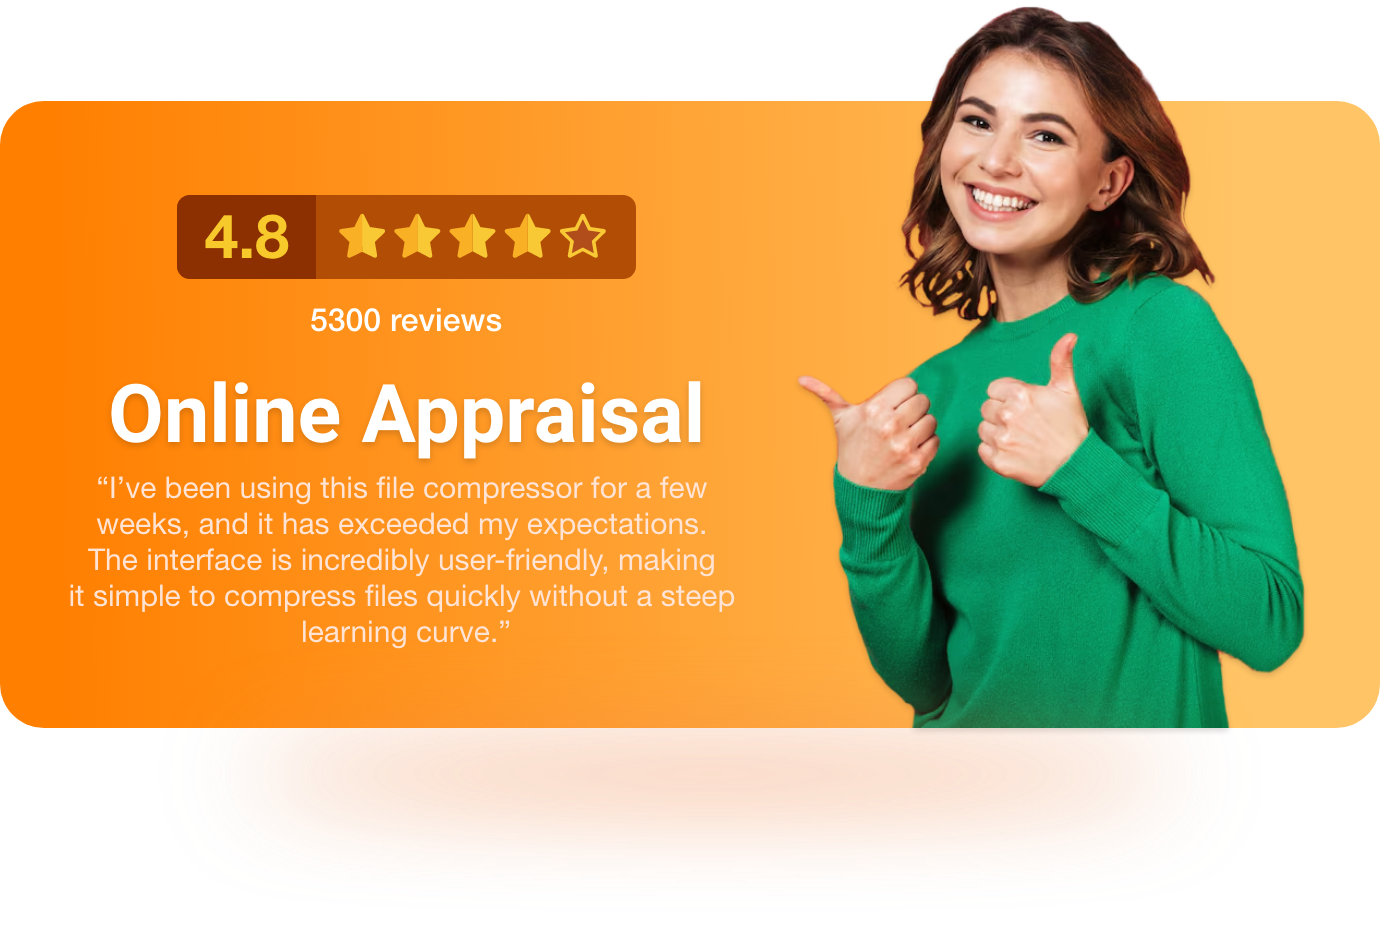 4.8
5300 reviews
Online Appraisal
“I’ve been using this file compressor for a few
weeks, and it has exceeded my expectations.
The interface is incredibly user-friendly, making
it simple to compress files quickly without a steep
learning curve.”